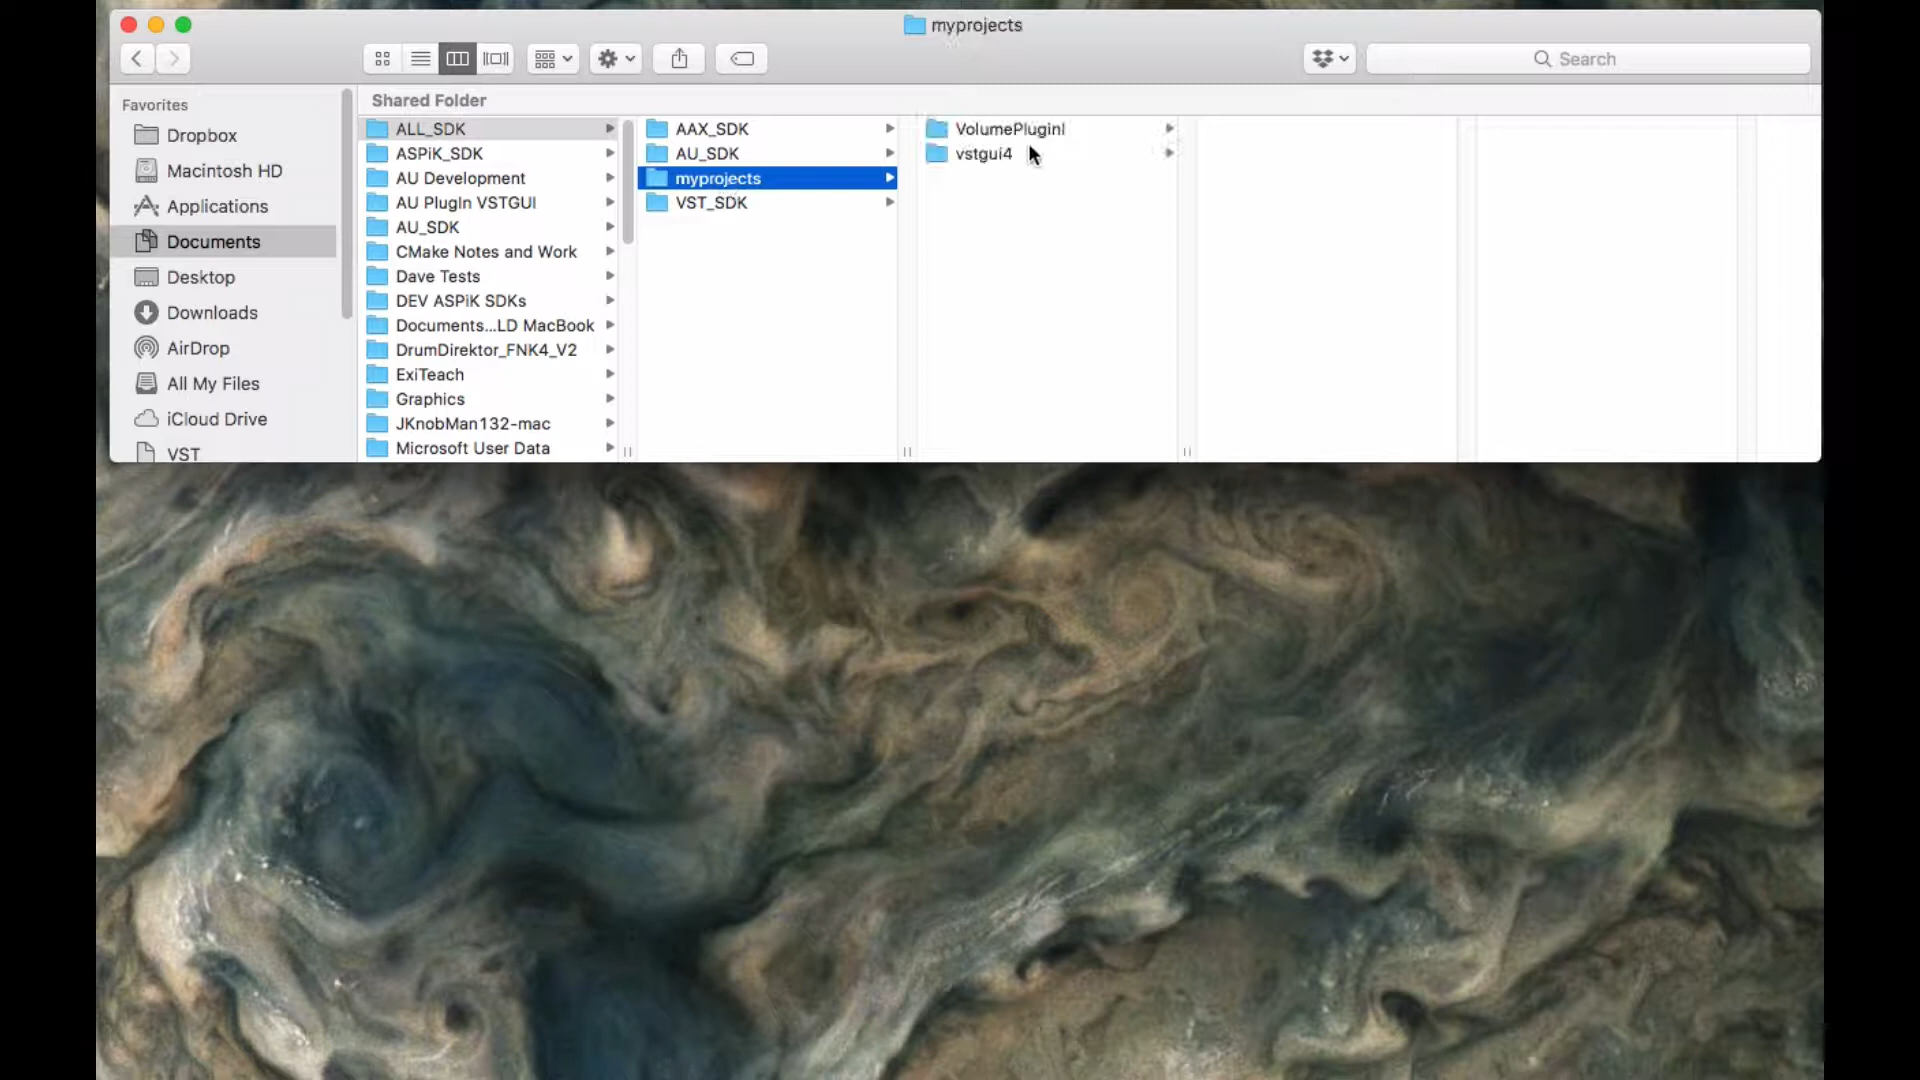 myprojects
Search
Favorites
Dropbox
Macintosh HD
Applications
Documents
Desktop
Downloads
AirDrop
All My Files
iCloud Drive
VST
Shared Folder
ALL_SDK
ASPiK_SDK
AU Development
AU PlugIn VSTGUI
AU_SDK
CMake Notes and Work
Dave Tests
DEV ASPiK SDKs
Documents...LD MacBook
DrumDirektor_FNK4_V2
ExiTeach
Graphics
JKnobMan132-mac
Microsoft User Data
AAX_SDK
AU_SDK
myprojects
VST_SDK
VolumePluginI
vstgui4